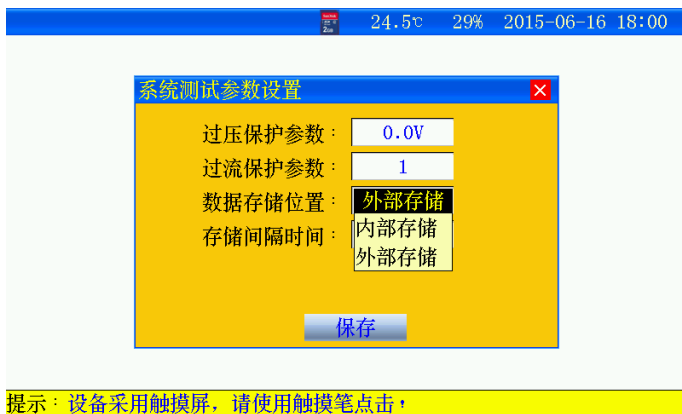 24.5℃ 29% 2015-06-16 18:00
系统测试参数设置
过压保护参数： 0.0V
过流保护参数： 1
数据存储位置： 外部存储
内部存储
存储间隔时间：
外部存储
保存
提示：设备采用触摸屏，请使用触摸笔点击！